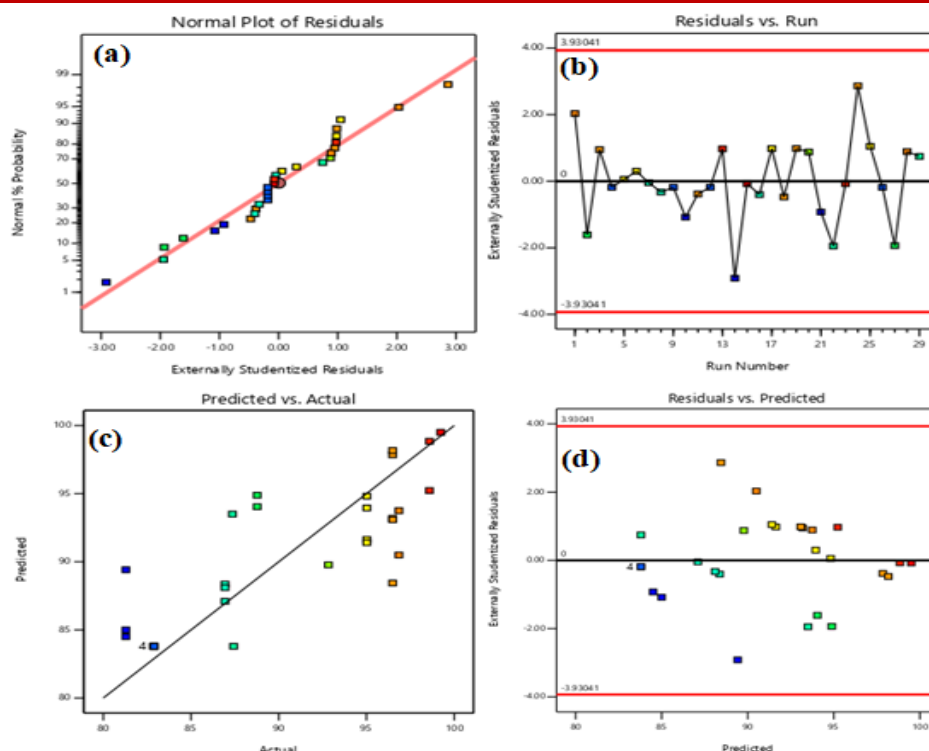 Normal Plot of Residuals
(a)
Normal % Probability
99
95
90
80
70
50
30
20
10
5
1
-3.00 -2.00 -1.00 0.00 1.00 2.00 3.00
Externally Studentized Residuals
Residuals vs. Run
(b)
Externally Studentized Residuals
4.00
2.00
0.00
-2.00
-4.00
3.93041
0
-3.93041
1 5 9 13 17 21 25 29
Run Number
Predicted vs. Actual
(c)
Predicted
100
95
90
85
80
4
80 85 90 95 100
Actual
Residuals vs. Predicted
(d)
Externally Studentized Residuals
4.00
2.00
0.00
-2.00
-4.00
3.93041
0
4
-3.93041
80 85 90 95 100
Predicted